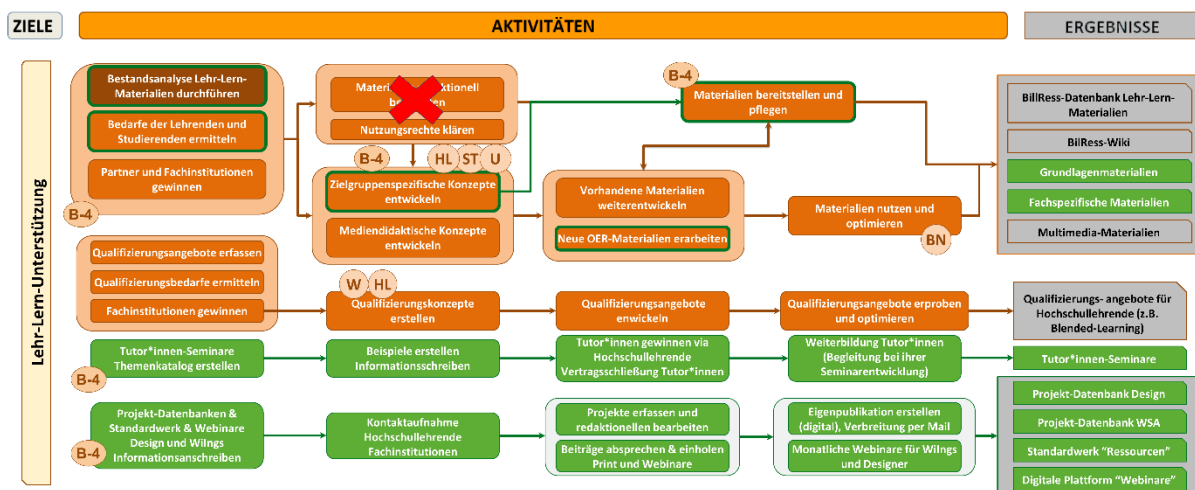 ZIELE
AKTIVITÄTEN
ERGEBNISSE
Lehr-Lern-Unterstützung
Bestandsanalyse Lehr-Lern-
Materialien durchführen
Bedarfe der Lehrenden und
Studierenden ermitteln
Partner und Fachinstitutionen
gewinnen
B-4
Nutzungsrechte klären
B-4
HL
ST
U
Zielgruppenspezifische Konzepte
entwickeln
Mediendidaktische Konzepte
entwickeln
B-4
Materialien bereitstellen und
pflegen
Vorhandene Materialien
weiterentwickeln
Neue OER-Materialien erarbeiten
Materialien nutzen und
optimieren
BN
BillRess-Datenbank Lehr-Lern-
Materialien
BilRess-Wiki
Grundlagenmaterialien
Fachspezifische Materialien
Multimedia-Materialien
Qualifizierungsangebote erfassen
Qualifizierungsbedarfe ermitteln
Fachinstitutionen gewinnen
W
HL
Qualifizierungskonzepte
erstellen
Qualifizierungsangebote
enwickeln
Qualifizierungsangebote erproben
und optimieren
Qualifizierungs- angebote für
Hochschullehrende (z.B.
Blended-Learning)
Tutor*innen-Seminare
Themenkatalog erstellen
B-4
Beispiele erstellen
Informationsschreiben
Tutor*innen gewinnen via
Hochschullehrende
Vertragsschließung Tutor*innen
Weiterbildung Tutor*innen
(Begleitung bei ihrer
Seminarentwicklung)
Tutor*innen-Seminare
Projekt-Datenbanken &
Standardwerk & Webinare
Design und WiIngs
Informationsanschreiben
B-4
Kontaktaufnahme
Hochschullehrende
Fachinstitutionen
Projekte erfassen und
redaktionellen bearbeiten
Beiträge absprechen & einholen
Print und Webinare
Eigenpublikation erstellen
(digital), Verbreitung per Mail
Monatliche Webinare für WiIngs
und Designer
Projekt-Datenbank Design
Projekt-Datenbank WSA
Standardwerk "Ressourcen"
Digitale Plattform "Webinare"